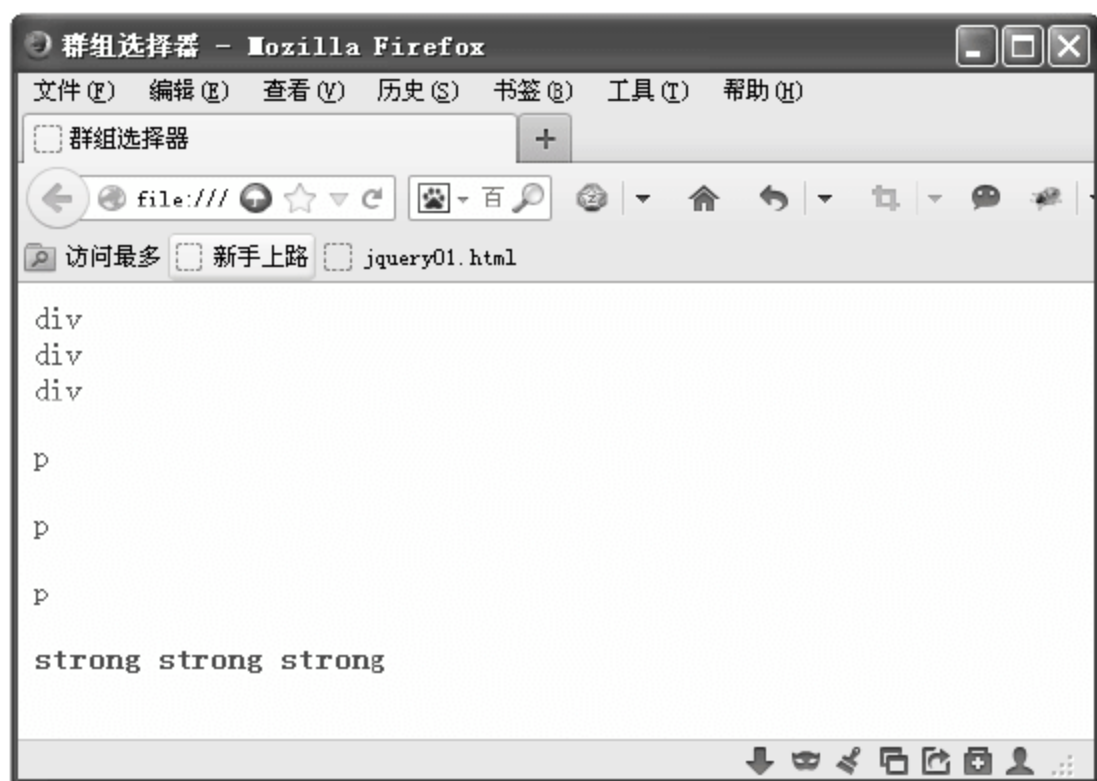 群组选择器 - Mozilla Firefox
文件(F) 编辑(E) 查看(V) 历史(S) 书签(B) 工具(T) 帮助(H)
群组选择器 +
file:/// 百
访问最多 新手上路 jquery01.html
div
div
div
p
p
p
strong strong strong